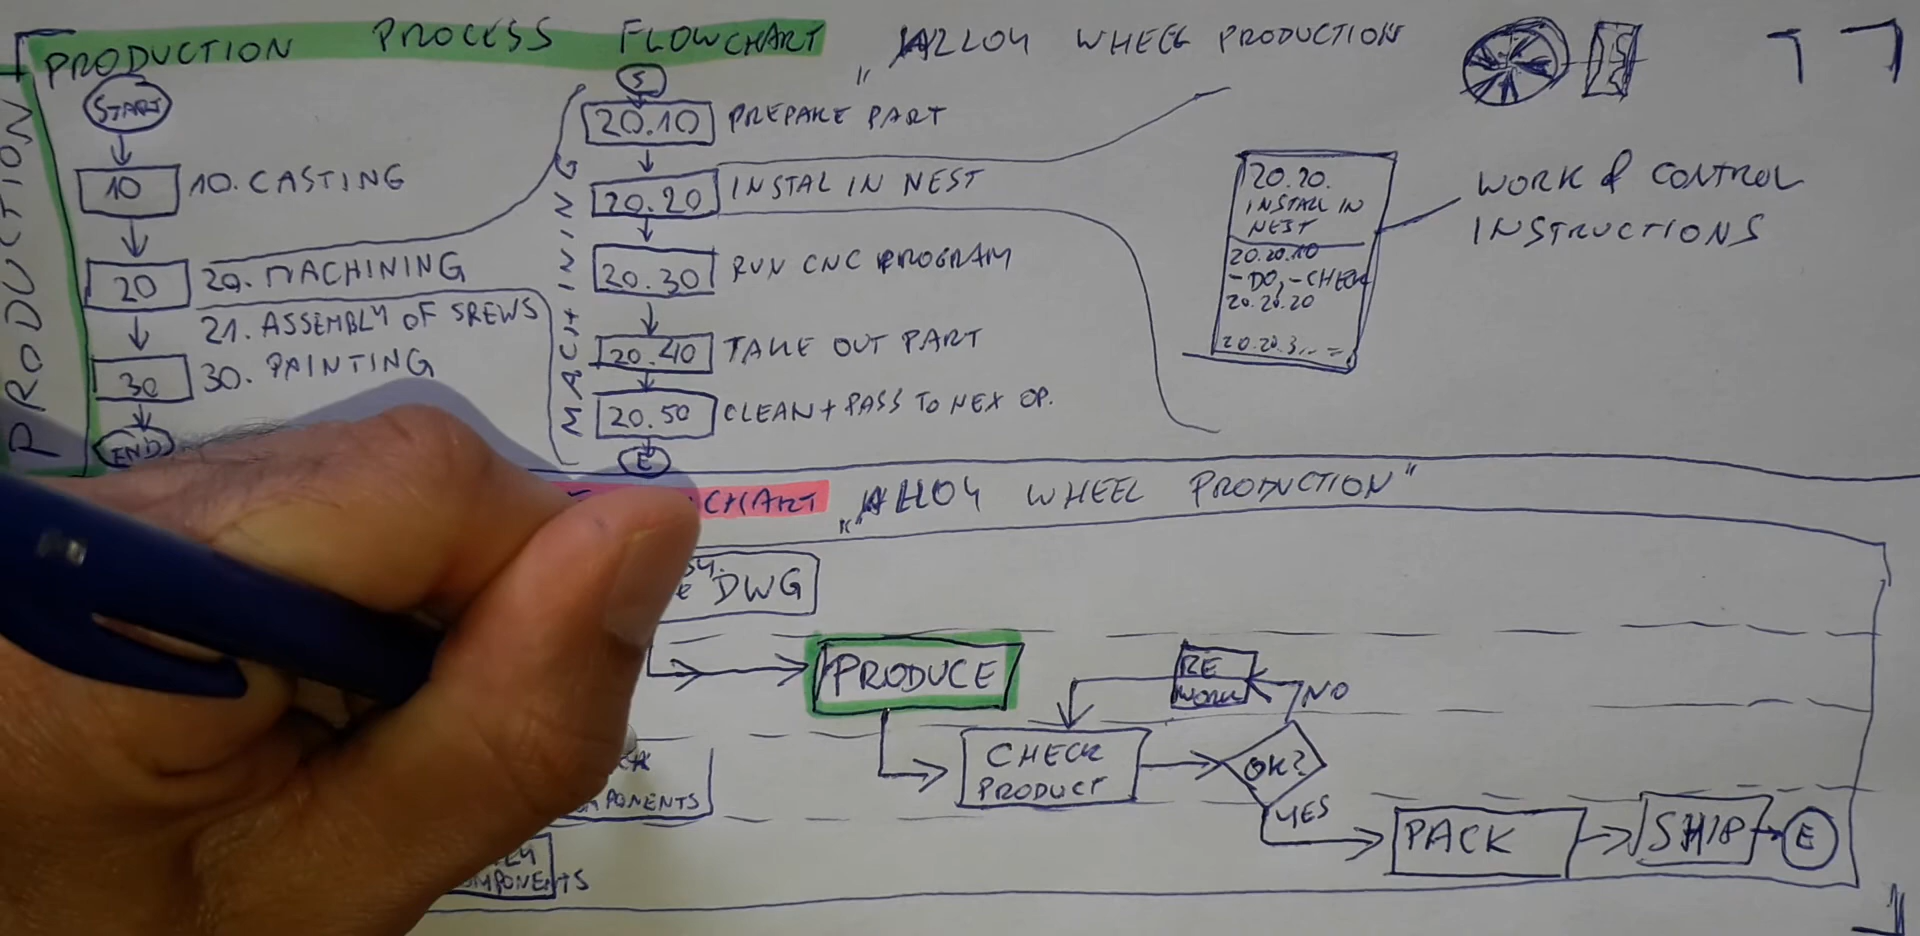 PRODUCTION PROCESS FLOWCHART „ALLOY WHEEL PRODUCTION"
PRODUCTION
START
10
10. CASTING
20
20. MACHINING
21. ASSEMBLY OF SREWS
30
30. PAINTING
END
MACHINING
S
20.10 PREPARE PART
20.20 INSTAL IN NEST
20.30 RUN CNC PROGRAM
20.40 TAKE OUT PART
20.50 CLEAN + PASS TO NEX OP.
E
20.20.
INSTALL IN
NEST
20.20.10
- DO, - CHECK
20.20.20
20.20.3...
WORK & CONTROL
INSTRUCTIONS
CHART „ALLOY WHEEL PRODUCTION"
DWG
PRODUCE
RE
WORK
NO
CHECK
PRODUCT
OK?
YES
PONENTS
OMPONENTS
PACK
SHIP
E